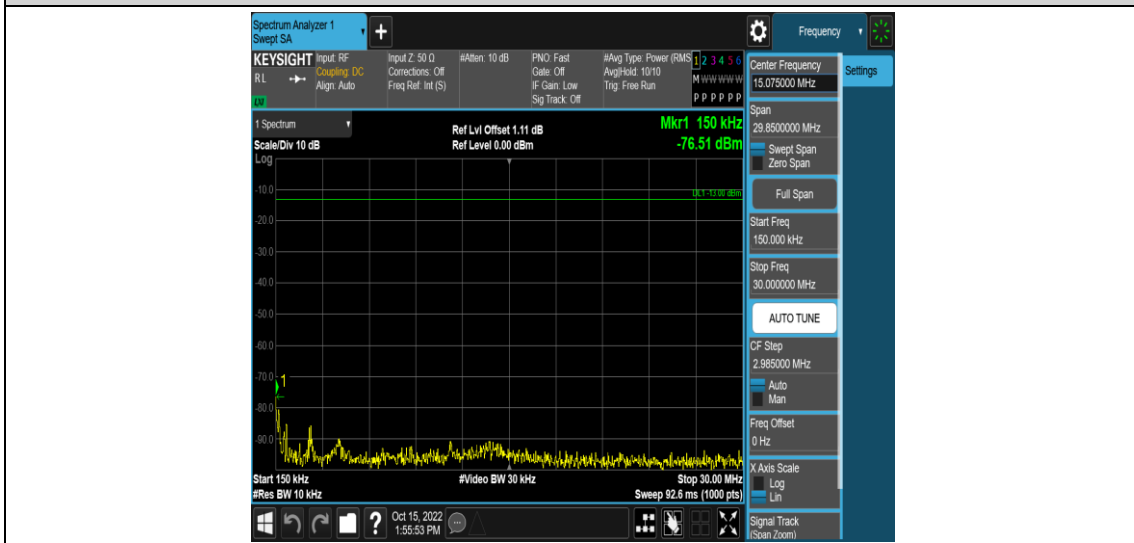 Spectrum Analyzer 1
Swept SA
+
Frequency
KEYSIGHT
RL
LXI
Input: RF
Coupling: DC
Align: Auto
Input Z: 50 Ω
Corrections: Off
Freq Ref: Int (S)
#Atten: 10 dB
PNO: Fast
Gate: Off
IF Gain: Low
Sig Track: Off
#Avg Type: Power (RMS
Avg|Hold: 10/10
Trig: Free Run
1 2 3 4 5 6
M W W W W W
P P P P P P
1 Spectrum
Scale/Div 10 dB
Log
Ref Lvl Offset 1.11 dB
Ref Level 0.00 dBm
Mkr1 150 kHz
-76.51 dBm
DL1 -13.00 dBm
-10.0
-20.0
-30.0
-40.0
-50.0
-60.0
-70.0
1
-80.0
-90.0
Start 150 kHz
#Res BW 10 kHz
#Video BW 30 kHz
Stop 30.00 MHz
Sweep 92.6 ms (1000 pts)
Center Frequency
15.075000 MHz
Settings
Span
29.8500000 MHz
Swept Span
Zero Span
Full Span
Start Freq
150.000 kHz
Stop Freq
30.000000 MHz
AUTO TUNE
CF Step
2.985000 MHz
Auto
Man
Freq Offset
0 Hz
X Axis Scale
Log
Lin
Signal Track
(Span Zoom)
?
Oct 15, 2022
1:55:53 PM